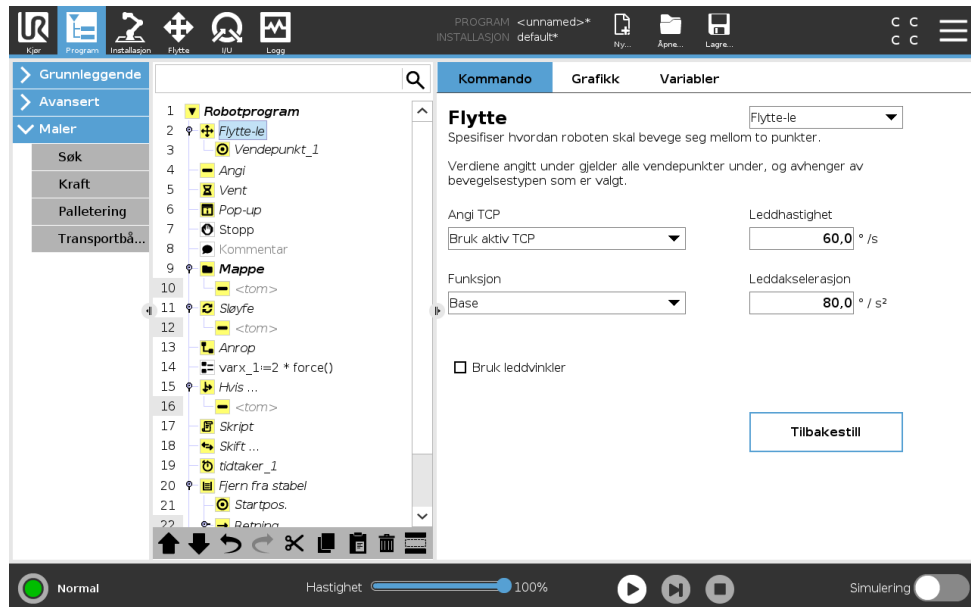 UR
Kjør
Program
Installasjon
Flytte
I/U
Logg
PROGRAM <unnamed>*
INSTALLASJON default*
Ny...
Åpne...
Lagre...
C C
C C
Grunnleggende
Avansert
Maler
Søk
Kraft
Palletering
Transportbå...
1 Robotprogram
2 Flytte-le
3 Vendepunkt_1
4 Angi
5 Vent
6 Pop-up
7 Stopp
8 Kommentar
9 Mappe
10 <tom>
11 Sløyfe
12 <tom>
13 Anrop
14 varx_1:=2 * force()
15 Hvis ...
16 <tom>
17 Skript
18 Skift ...
19 tidtaker_1
20 Fjern fra stabel
21 Startpos.
22 Retning
Kommando
Grafikk
Variabler
Flytte
Flytte-le
Spesifiser hvordan roboten skal bevege seg mellom to punkter.
Verdiene angitt under gjelder alle vendepunkter under, og avhenger av
bevegelsestypen som er valgt.
Angi TCP
Leddhastighet
Bruk aktiv TCP
60,0 °/s
Funksjon
Leddakselerasjon
Base
80,0 °/ s²
Bruk leddvinkler
Tilbakestill
Normal
Hastighet
100%
Simulering